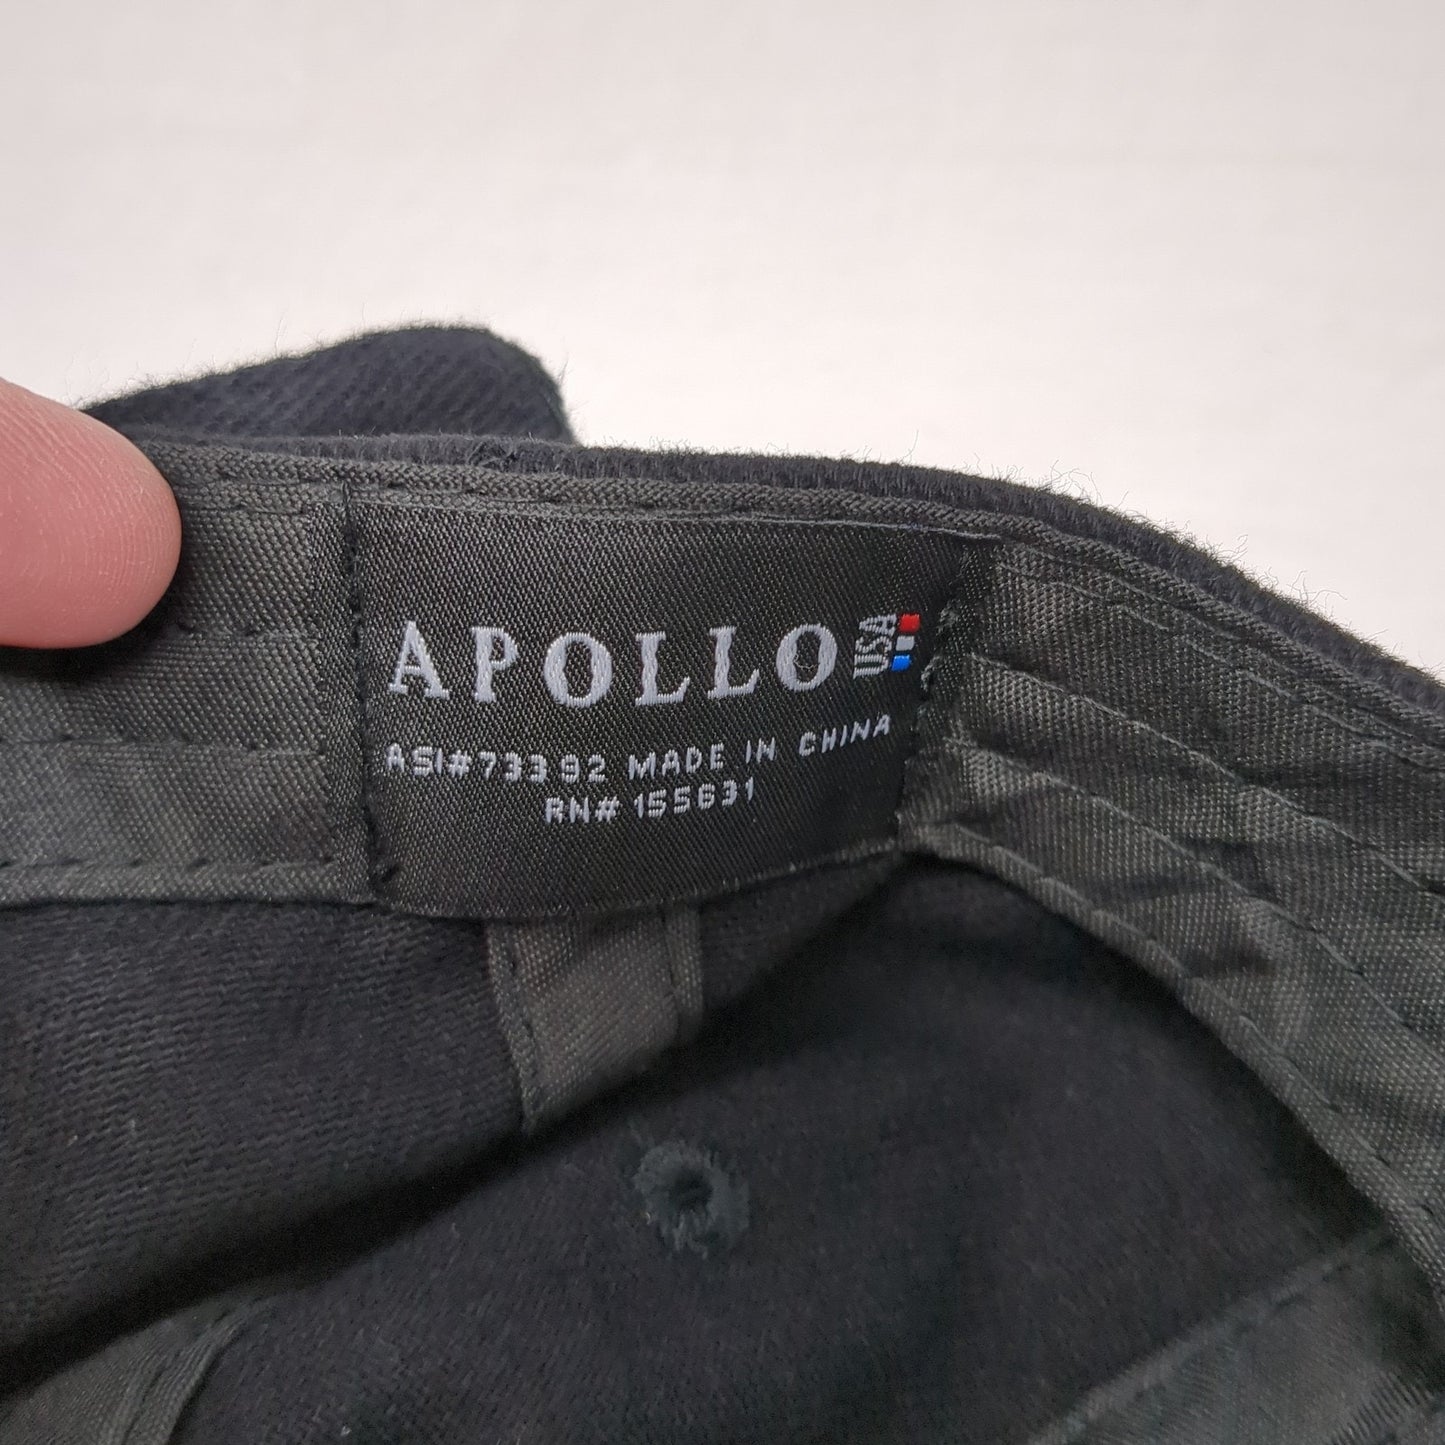 APOLLO USA
ASI#73392 MADE IN CHINA
RN# 155631